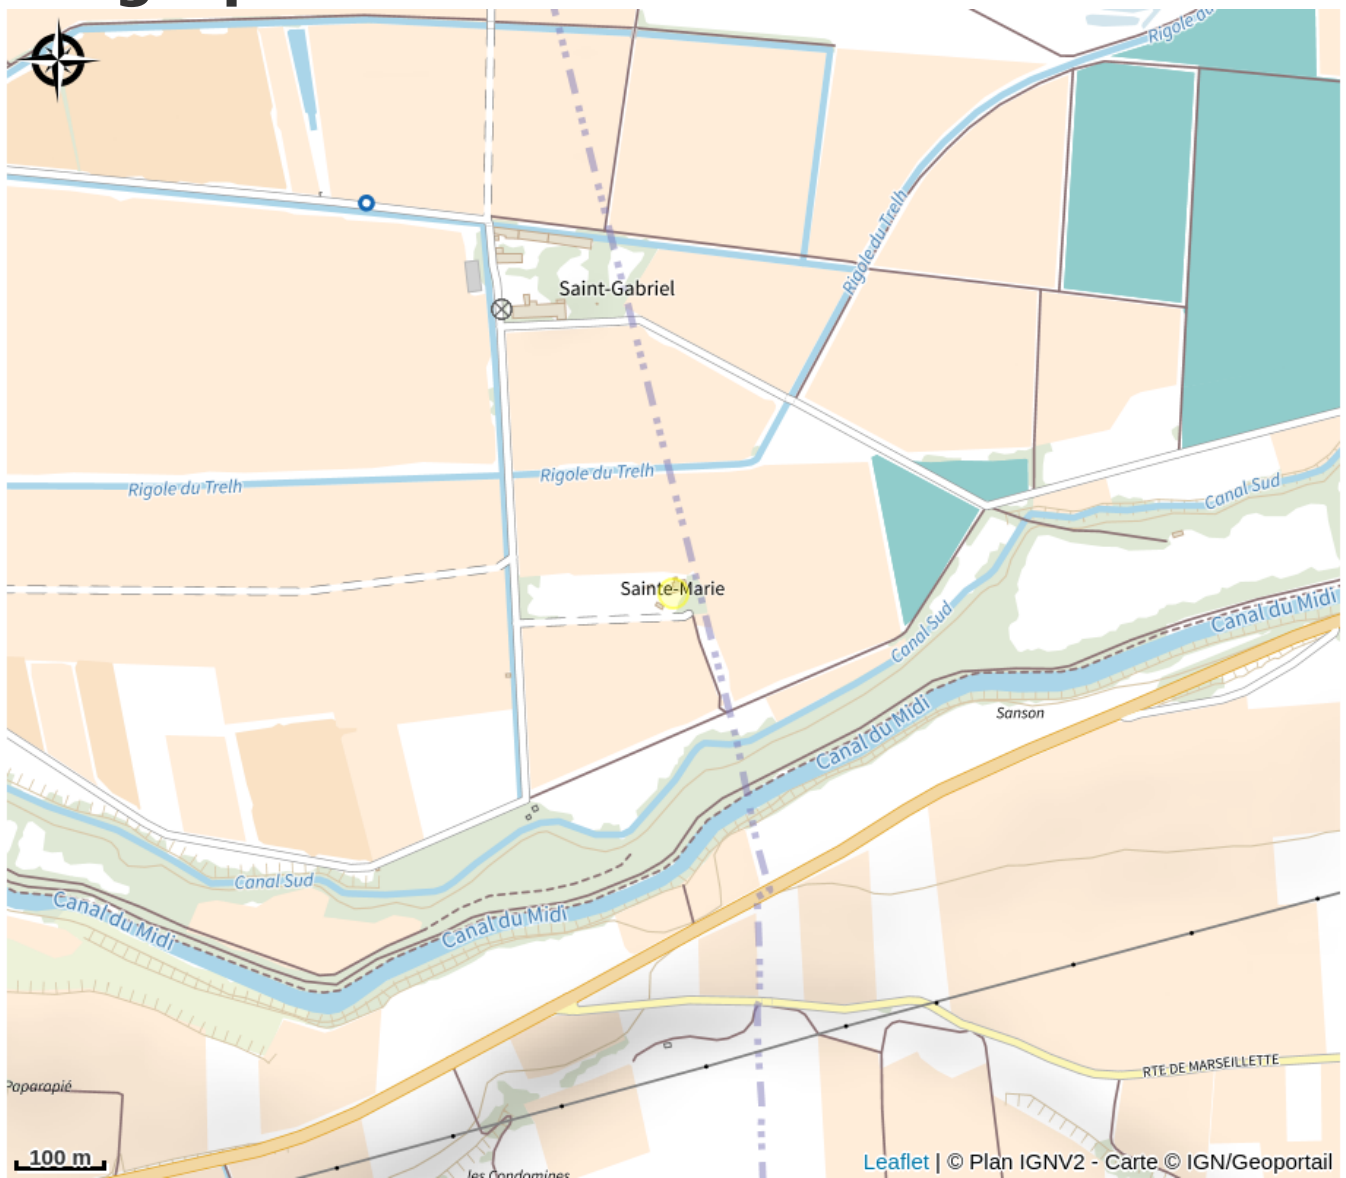 Rigole du
Rigole du Trelh
Saint-Gabriel
Rigole du Trelh
Rigole du Trelh
Canal Sud
Sainte-Marie
Canal du Midi
Canal Sud
Sanson
Canal du Midi
Canal Sud
Canal du Midi
Canal du Midi
RTE DE MARSEILLETTE
Paparapié
100 m
les Condomines
Leaflet | © Plan IGNV2 - Carte © IGN/Geoportail